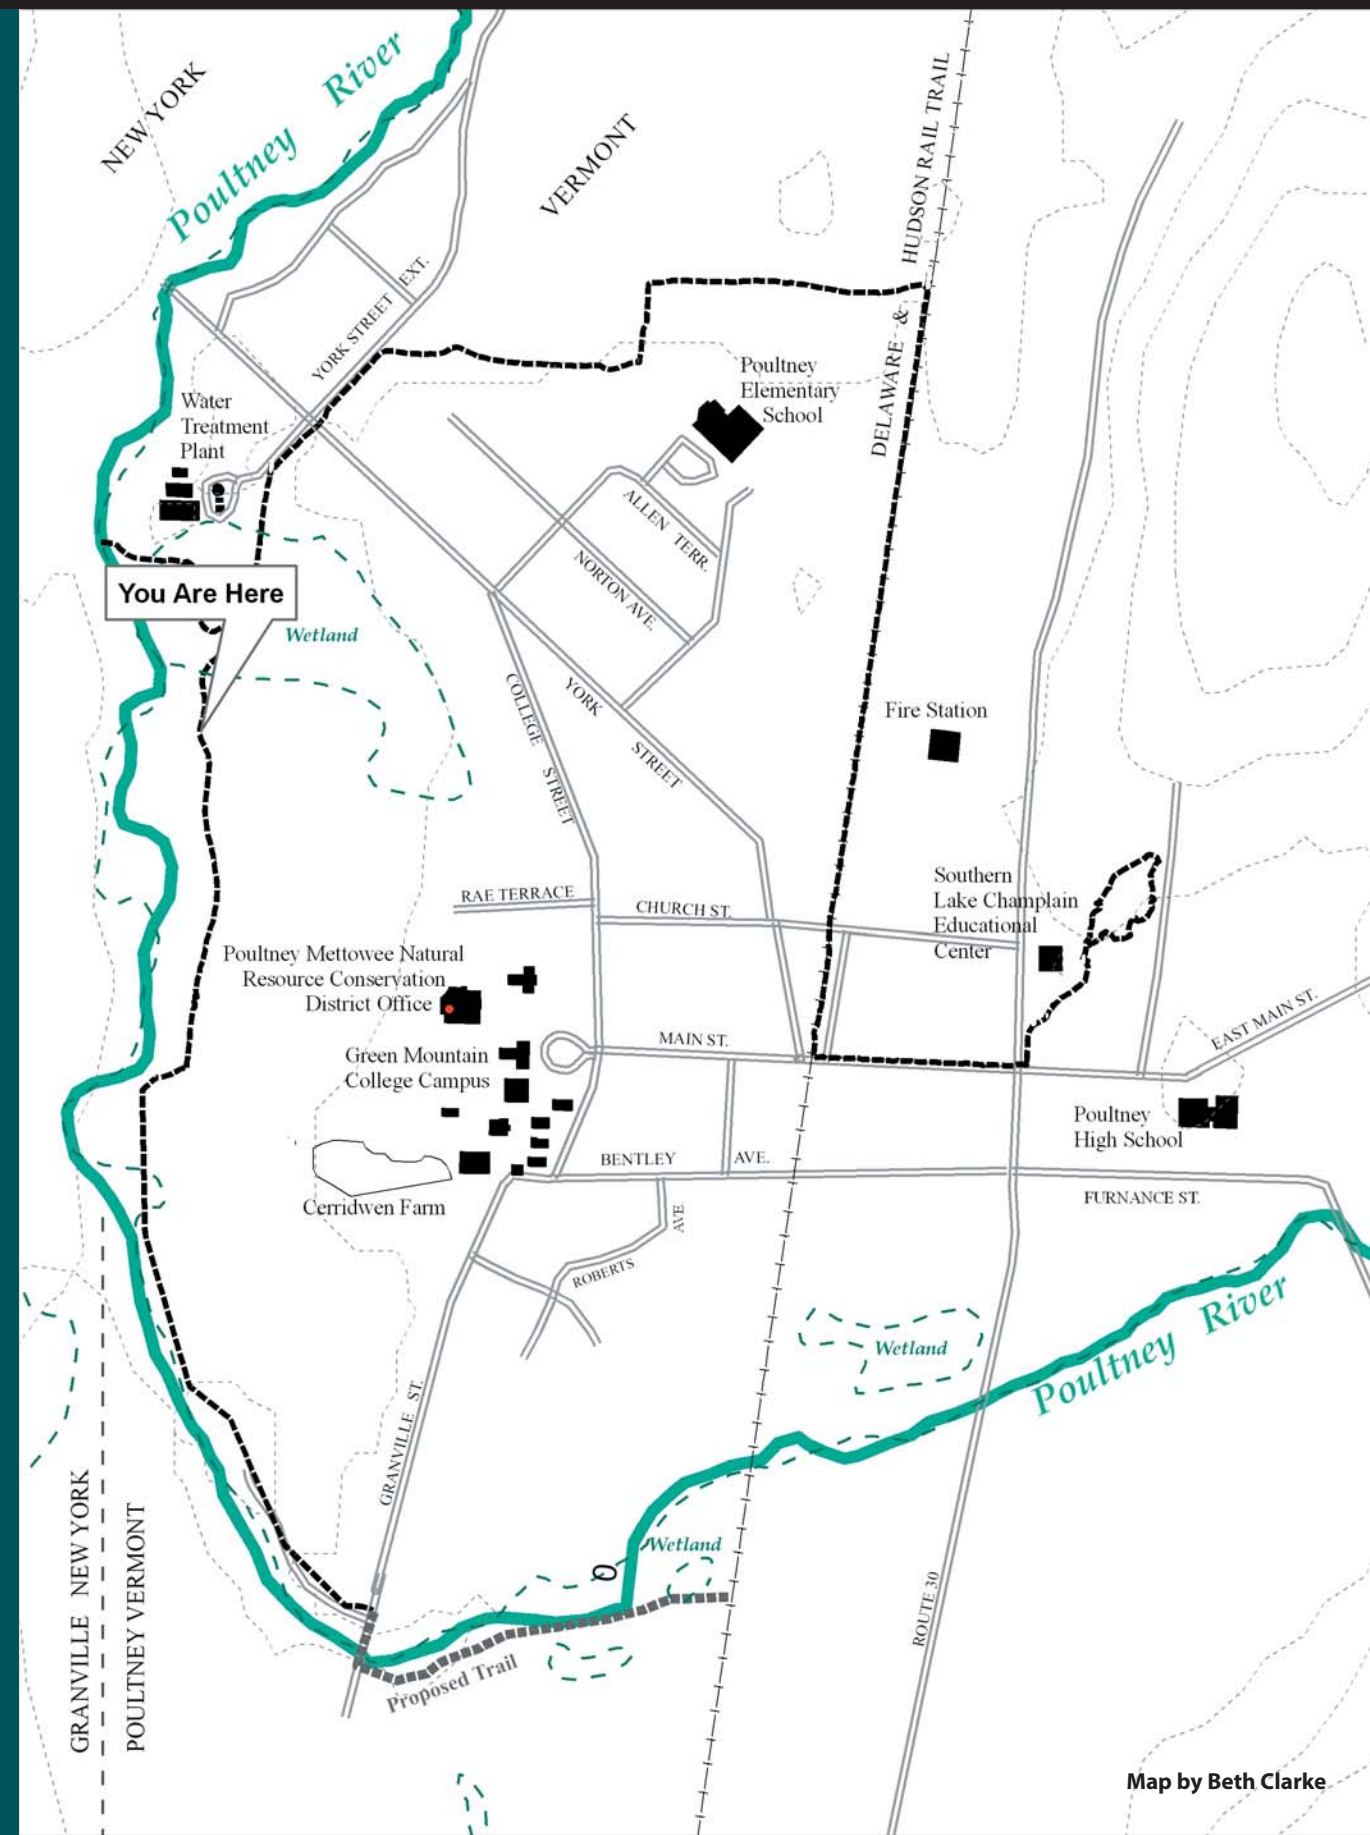 NEW YORK
Poultney River
VERMONT
HUDSON RAIL TRAIL
DELAWARE &
YORK STREET EXT.
Water
Treatment
Plant
Poultney
Elementary
School
ALLEN TERR.
NORTON AVE.
You Are Here
Wetland
COLLEGE STREET
YORK STREET
Fire Station
Southern
Lake Champlain
Educational
Center
RAE TERRACE
CHURCH ST.
Poultney Mettowee Natural
Resource Conservation
District Office
Green Mountain
College Campus
MAIN ST.
EAST MAIN ST.
Poultney
High School
BENTLEY AVE.
FURNANCE ST.
Cerridwen Farm
ROBERTS AVE.
Wetland
Poultney River
GRANVILLE ST.
Wetland
Proposed Trail
ROUTE 30
GRANVILLE NEW YORK
POULTNEY VERMONT
Map by Beth Clarke